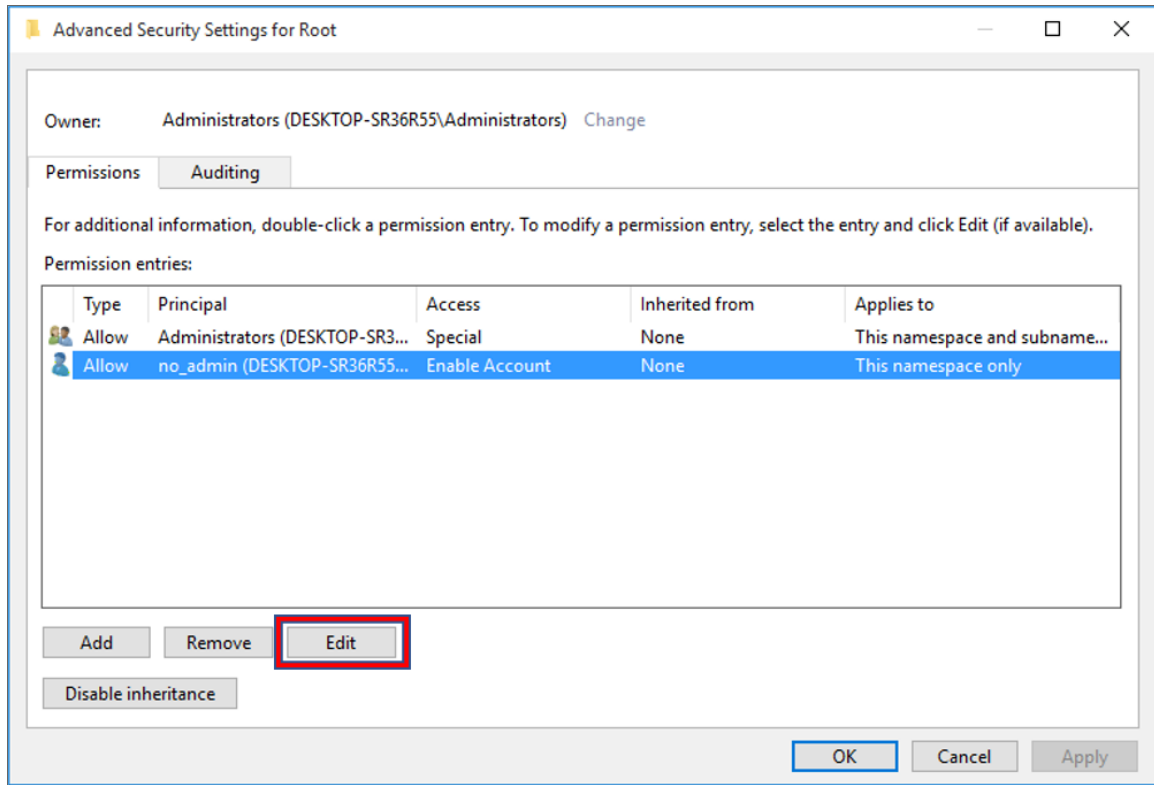 Advanced Security Settings for Root
Owner: Administrators (DESKTOP-SR36R55\Administrators) Change
Permissions Auditing
For additional information, double-click a permission entry. To modify a permission entry, select the entry and click Edit (if available).
Permission entries:
Type Principal Access Inherited from Applies to
Allow Administrators (DESKTOP-SR3... Special None This namespace and subname...
Allow no_admin (DESKTOP-SR36R55... Enable Account None This namespace only
Add Remove Edit
Disable inheritance
OK Cancel Apply